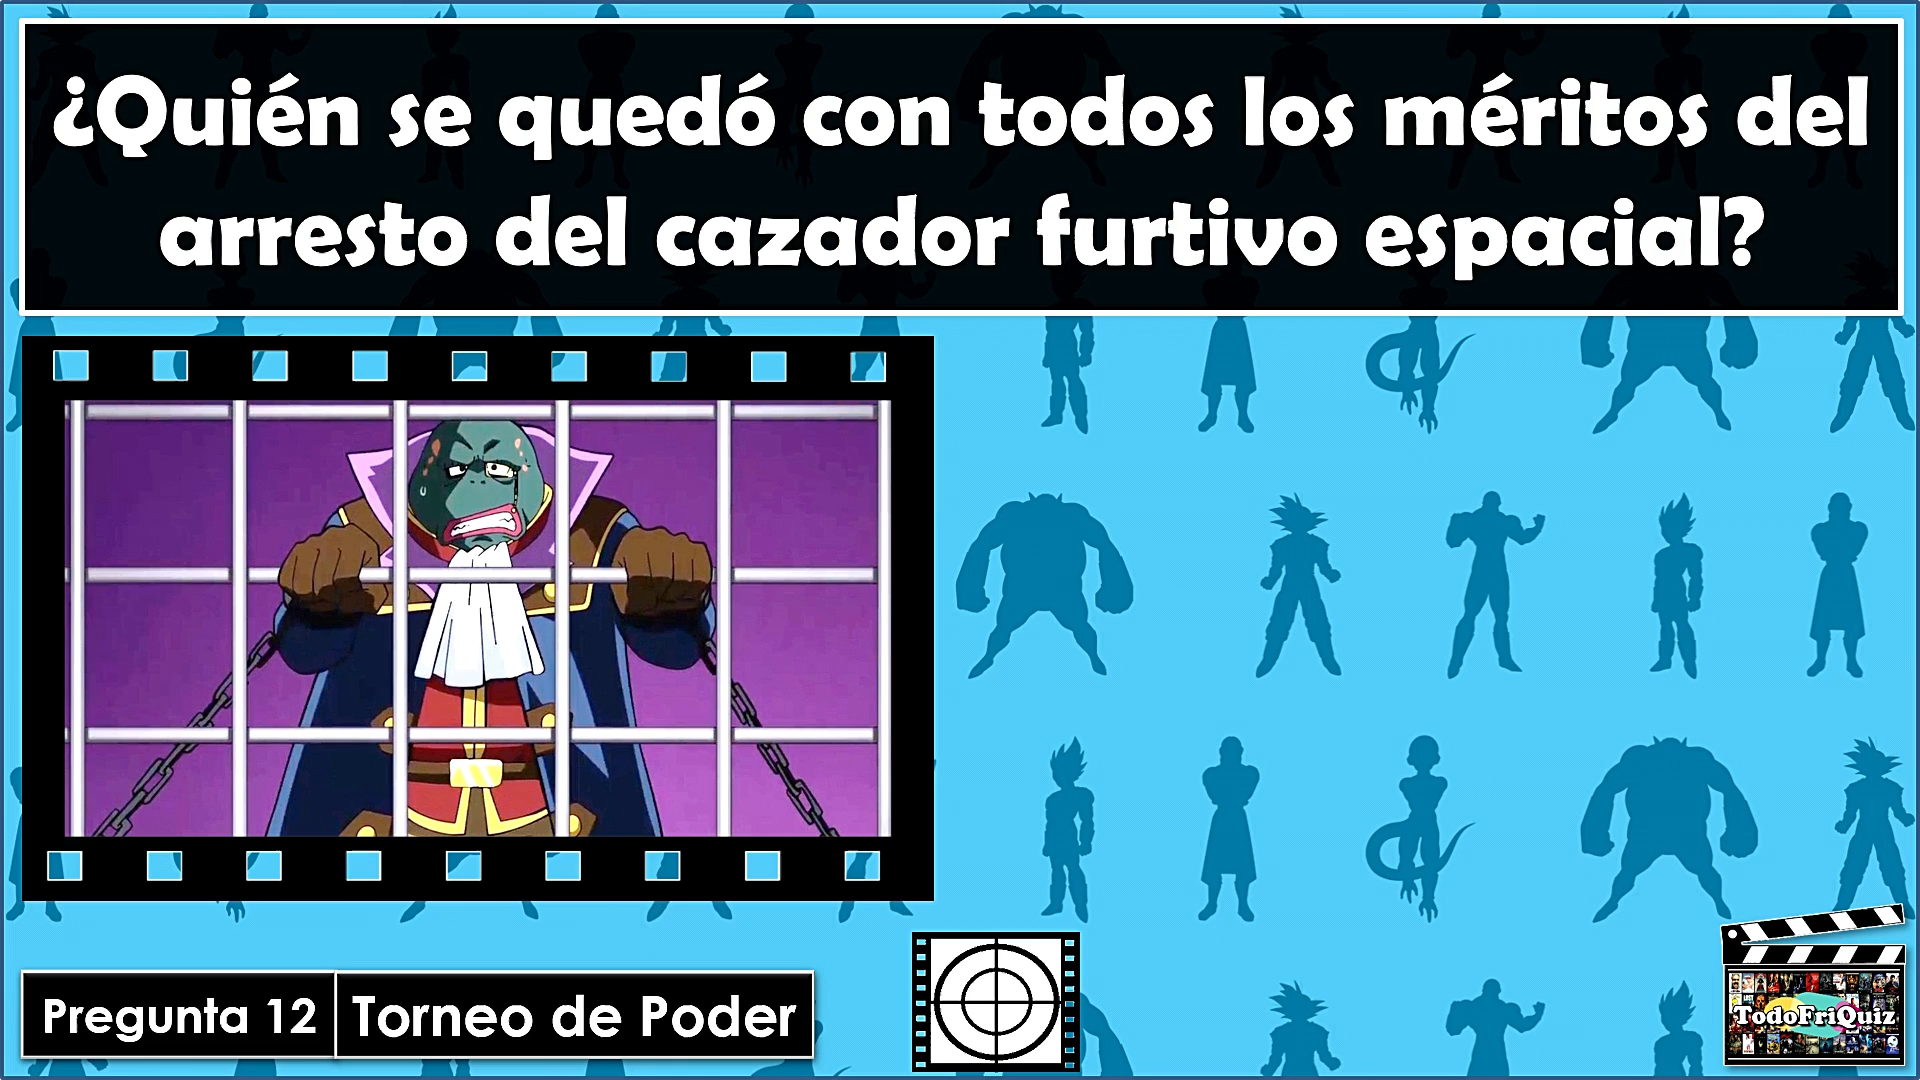 ¿Quién se quedó con todos los méritos del
arresto del cazador furtivo espacial?
Pregunta 12
Torneo de Poder
TodoFriQuiz